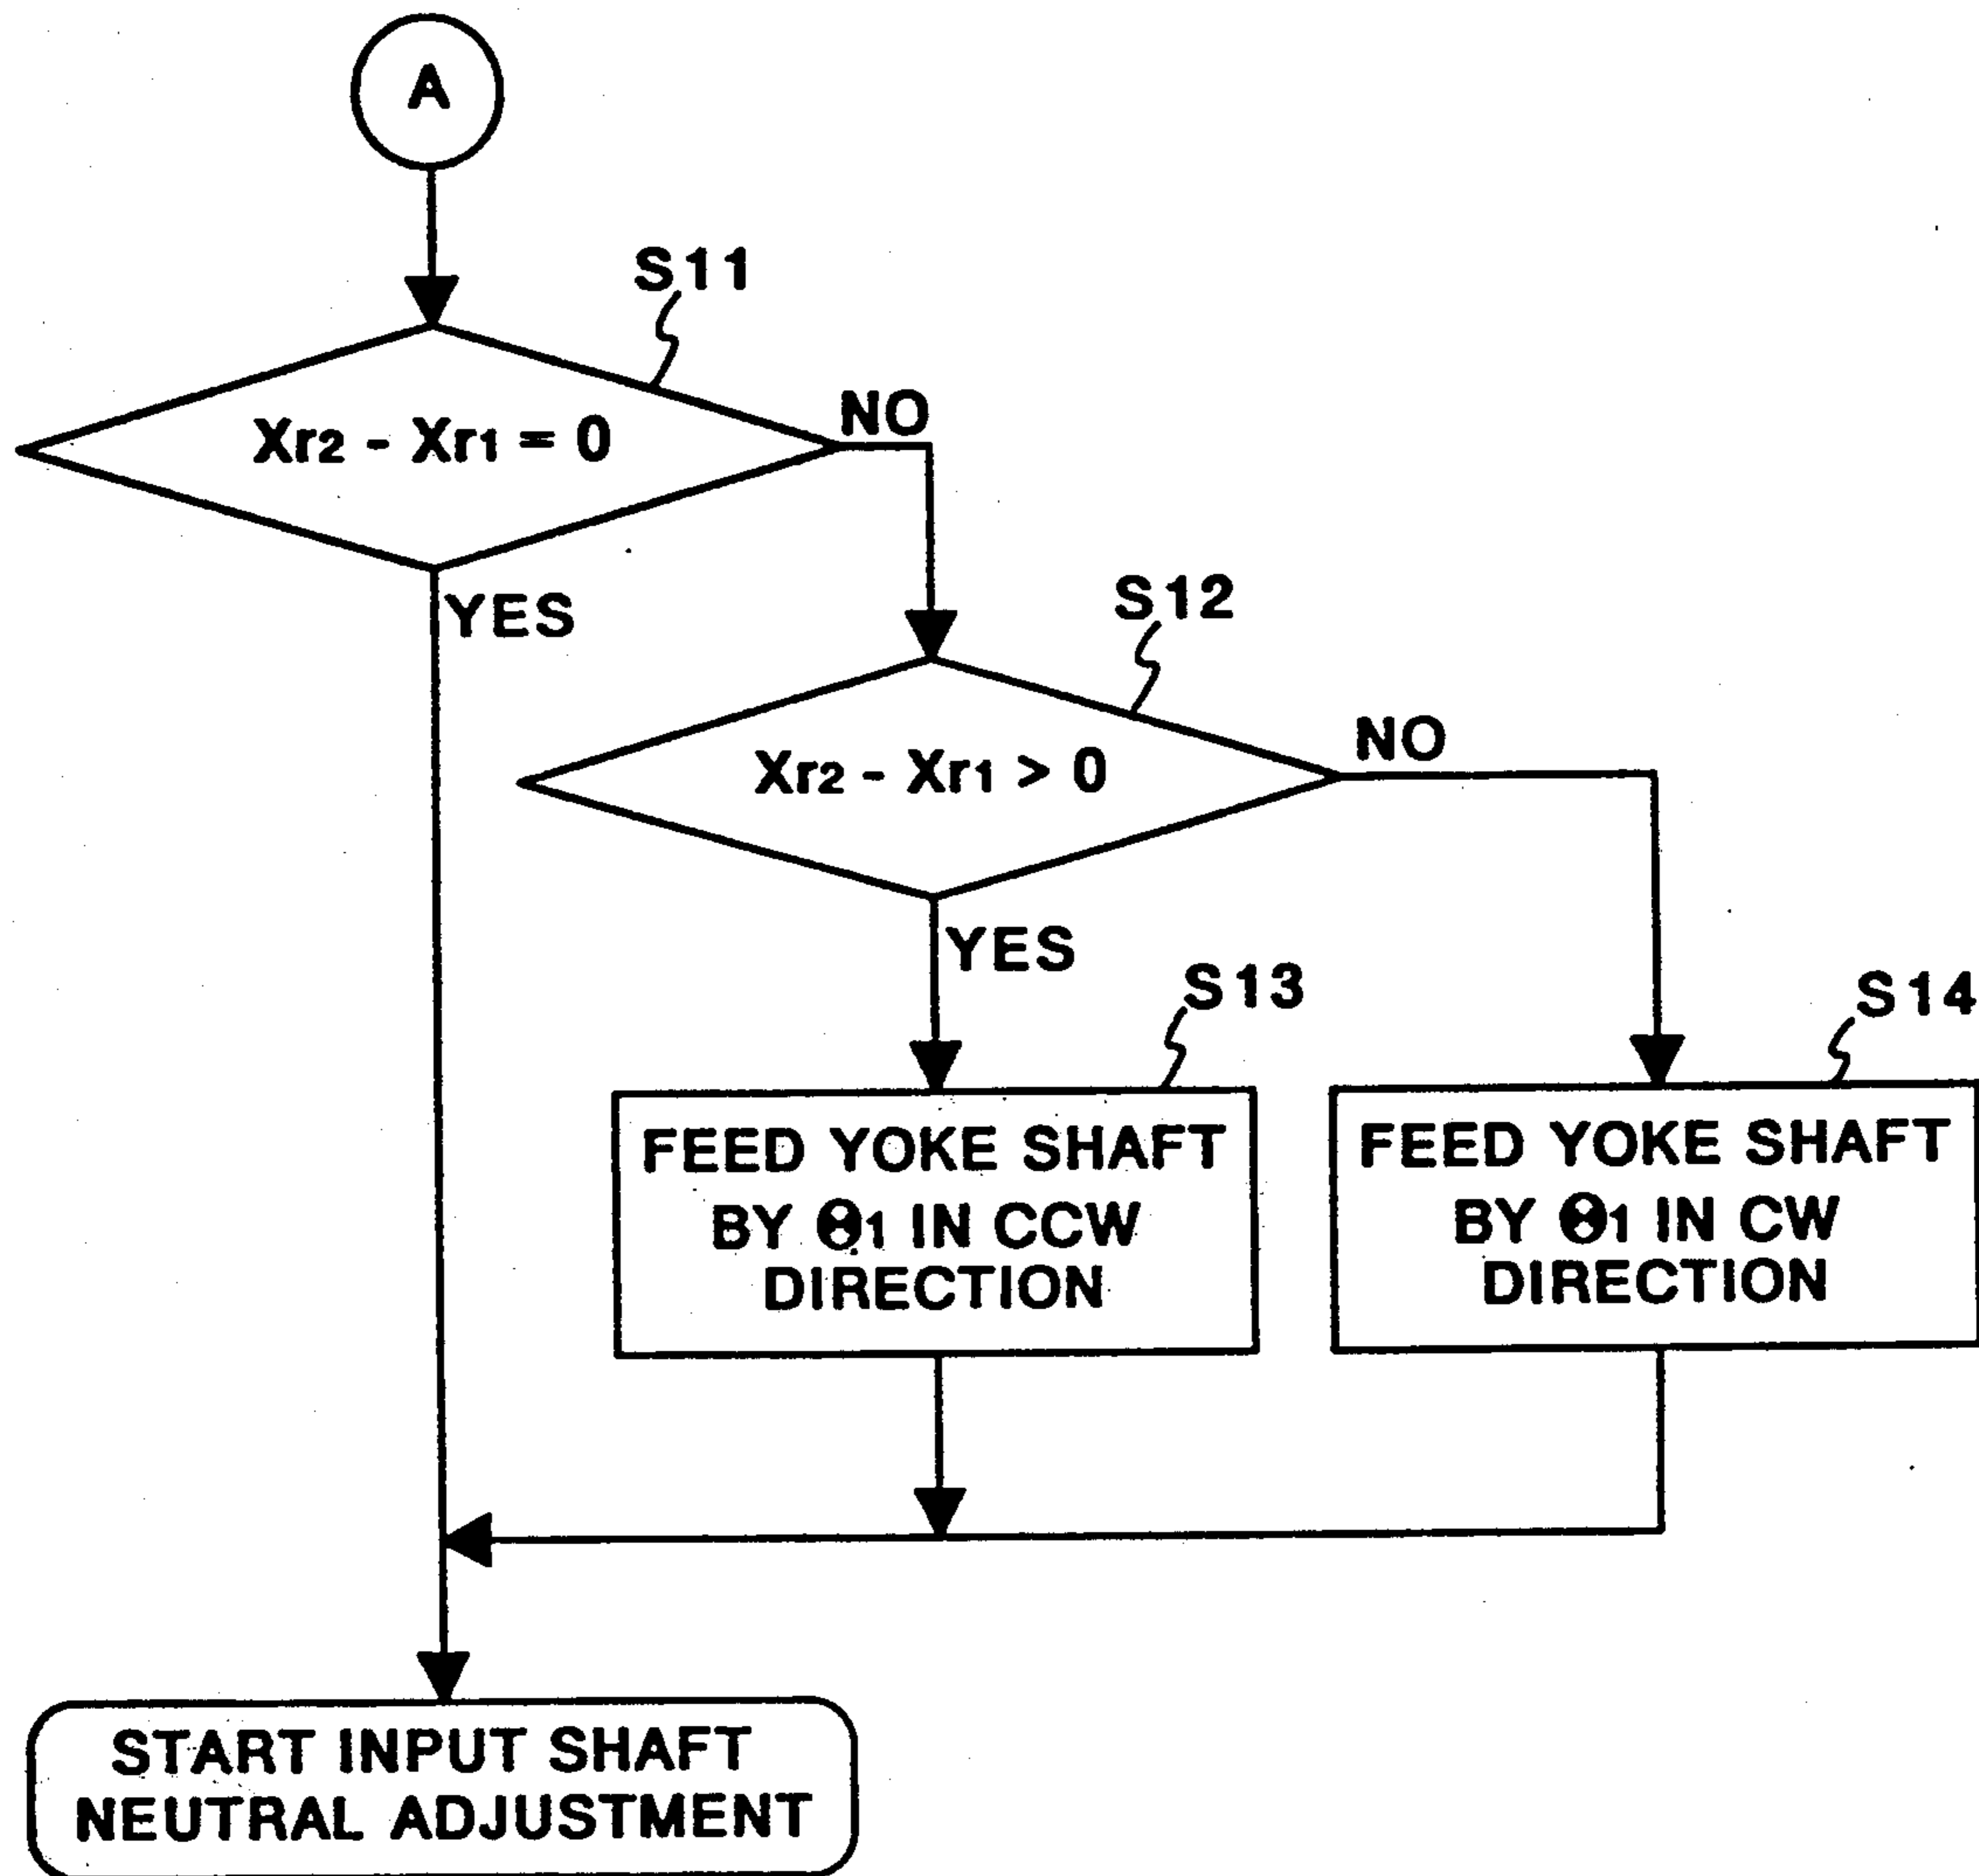 A
S11
Xr2 - Xr1 = 0
NO
YES
S12
Xr2 - Xr1 > 0
NO
YES
S13
FEED YOKE SHAFT
BY Θ1 IN CCW
DIRECTION
S14
FEED YOKE SHAFT
BY Θ1 IN CW
DIRECTION
START INPUT SHAFT
NEUTRAL ADJUSTMENT